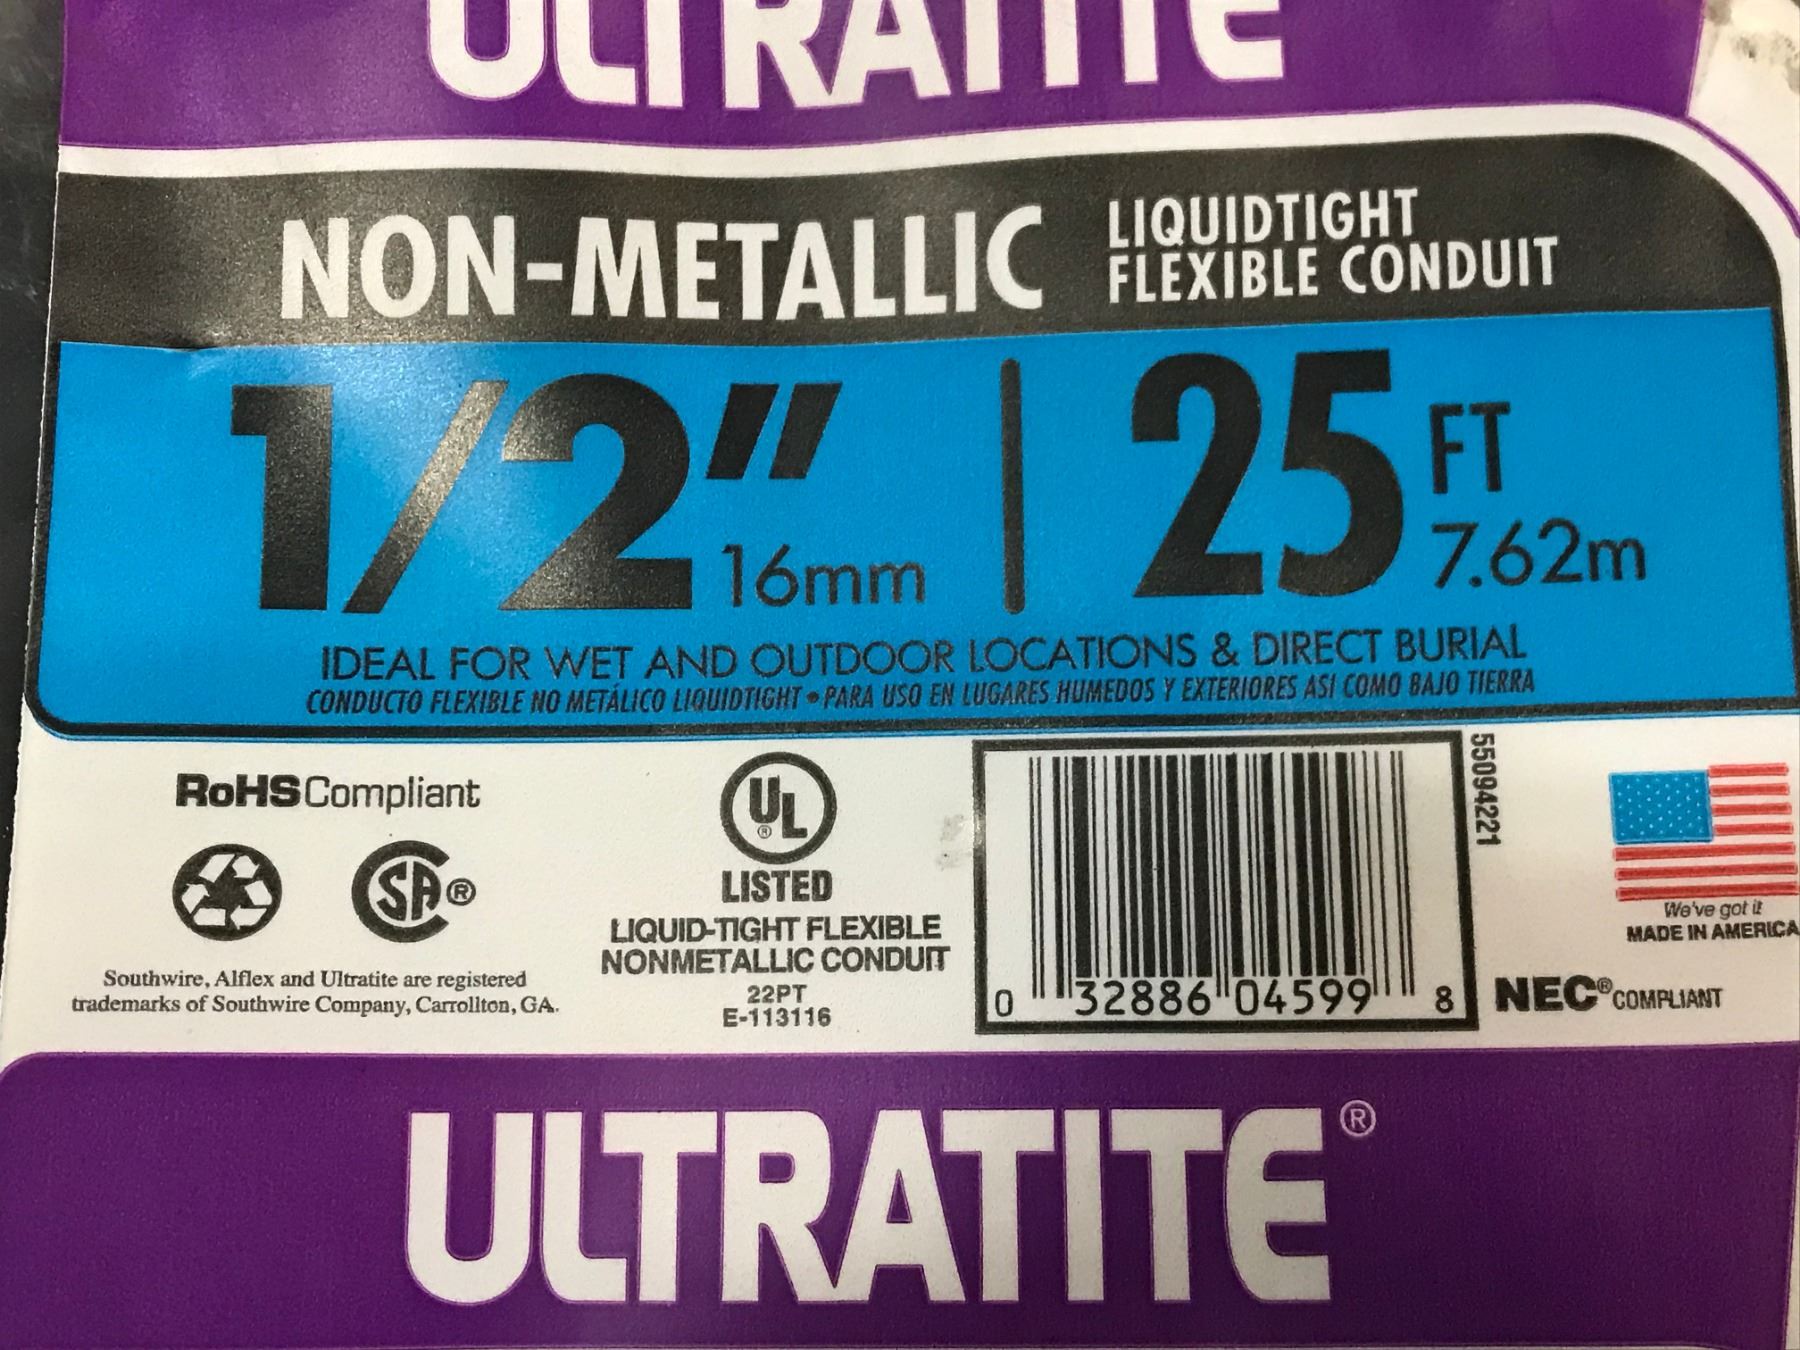 ULTRATITE
NON-METALLIC
LIQUIDTIGHT
FLEXIBLE CONDUIT
1/2" 16mm | 25 FT 7.62m
IDEAL FOR WET AND OUTDOOR LOCATIONS & DIRECT BURIAL
CONDUCTO FLEXIBLE NO METÁLICO LIQUIDTIGHT • PARA USO EN LUGARES HUMEDOS Y EXTERIORES ASI COMO BAJO TIERRA
RoHS Compliant
SA®
Southwire, Alflex and Ultratite are registered
trademarks of Southwire Company, Carrollton, GA.
UL®
LISTED
LIQUID-TIGHT FLEXIBLE
NONMETALLIC CONDUIT
22PT
E-113116
0 32886 04599 8
55094221
We've got it
MADE IN AMERICA
NEC® COMPLIANT
ULTRATITE®